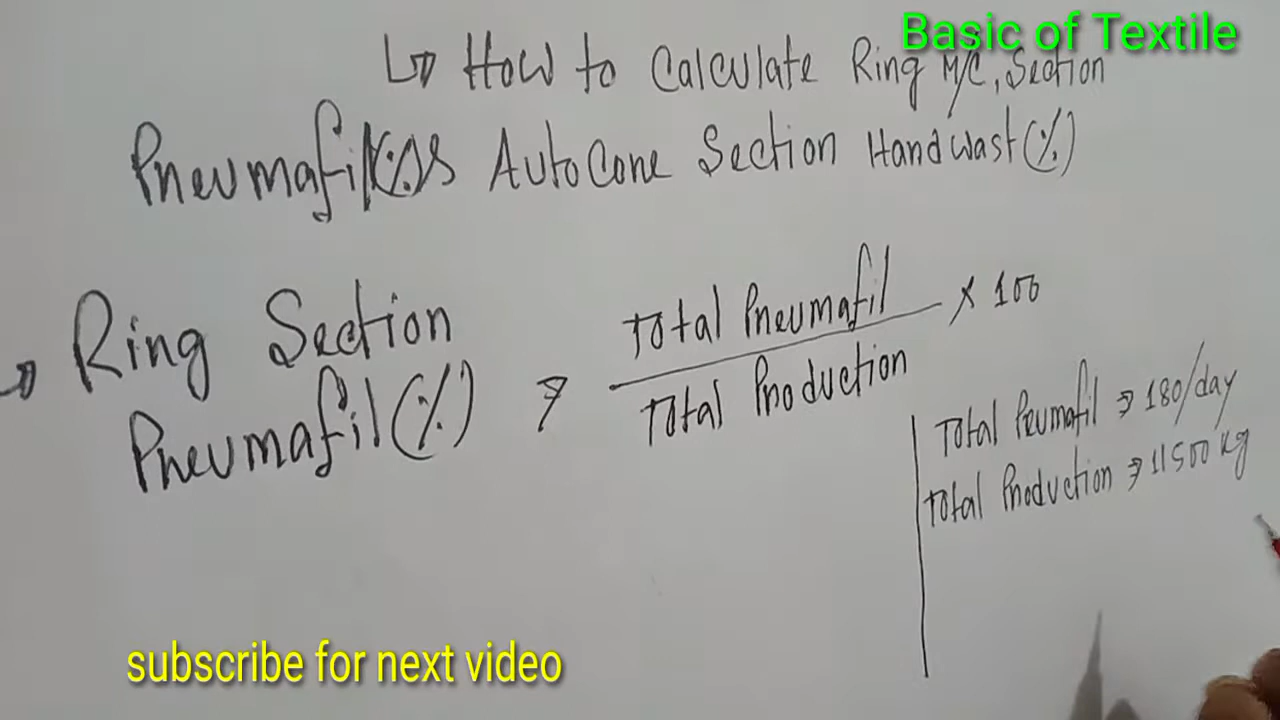 Basic of Textile
↳ How to Calculate Ring M/C, Section
Pneumafil(%) & AutoCone Section Handwast(%)
Ring Section
Pneumafil(%) → Total Pneumafil / Total Production × 100
Total Peumafil → 180/day
Total Production → 11500 kg
subscribe for next video